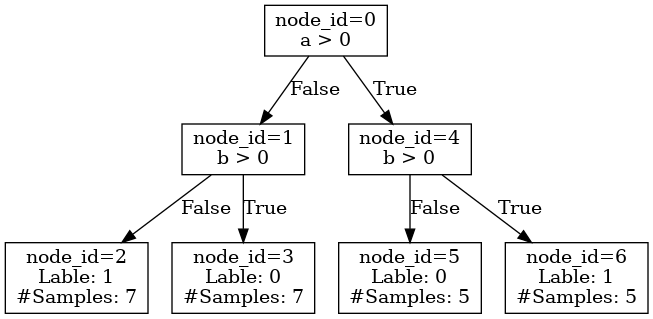 node_id=0
a > 0
False
True
node_id=1
b > 0
node_id=4
b > 0
False
True
False
True
node_id=2
Lable: 1
#Samples: 7
node_id=3
Lable: 0
#Samples: 7
node_id=5
Lable: 0
#Samples: 5
node_id=6
Lable: 1
#Samples: 5